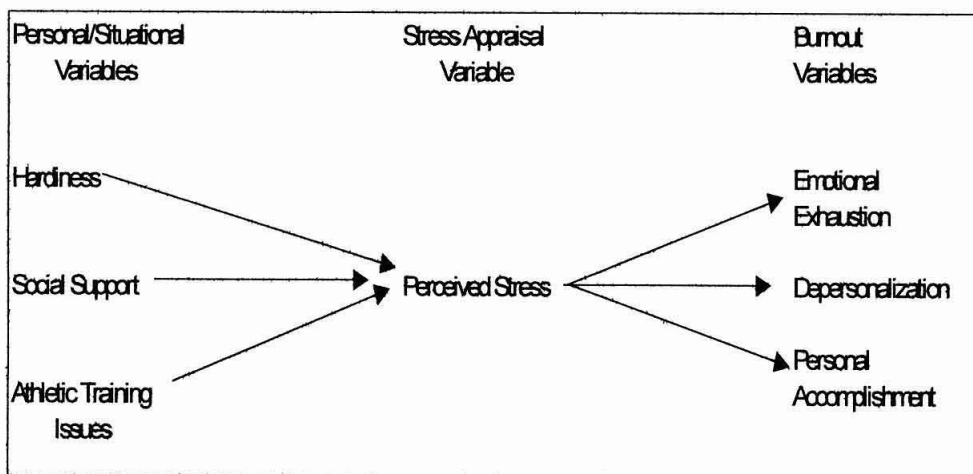 Personal/Situational
Variables
Stress Appraisal
Variable
Burnout
Variables
Hardiness
Social Support
Athletic Training
Issues
Perceived Stress
Emotional
Exhaustion
Depersonalization
Personal
Accomplishment